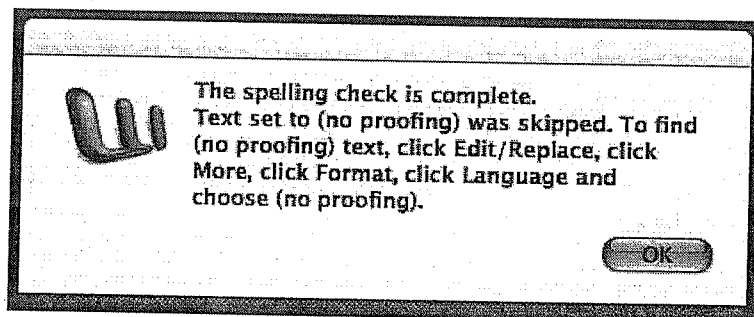 The spelling check is complete.
Text set to (no proofing) was skipped. To find
(no proofing) text, click Edit/Replace, click
More, click Format, click Language and
choose (no proofing).
OK